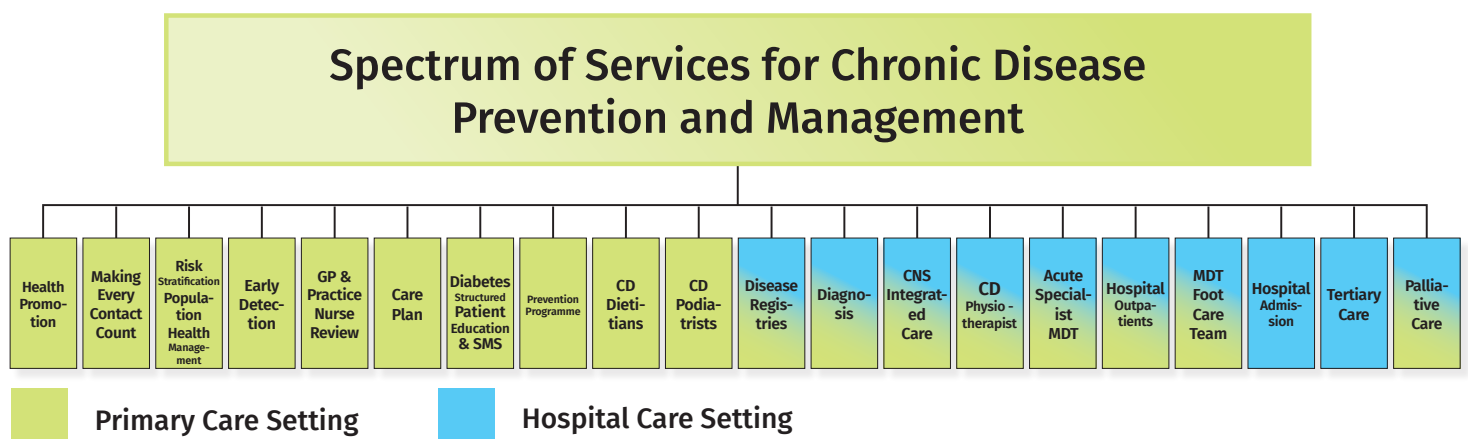 Spectrum of Services for Chronic Disease
Prevention and Management
Health
Promo-
tion
Making
Every
Contact
Count
Risk
Stratification
Popula-
tion
Health
Manage-
ment
Early
Detec-
tion
GP &
Practice
Nurse
Review
Care
Plan
Diabetes
Structured
Patient
Education
& SMS
Prevention
Programme
CD
Dieti-
tians
CD
Podia-
trists
Disease
Regis-
tries
Diagno-
sis
CNS
Integrat-
ed
Care
CD
Physio -
therapist
Acute
Special-
ist
MDT
Hospital
Outpa-
tients
MDT
Foot
Care
Team
Hospital
Admis-
sion
Tertiary
Care
Pallia-
tive
Care
Primary Care Setting
Hospital Care Setting